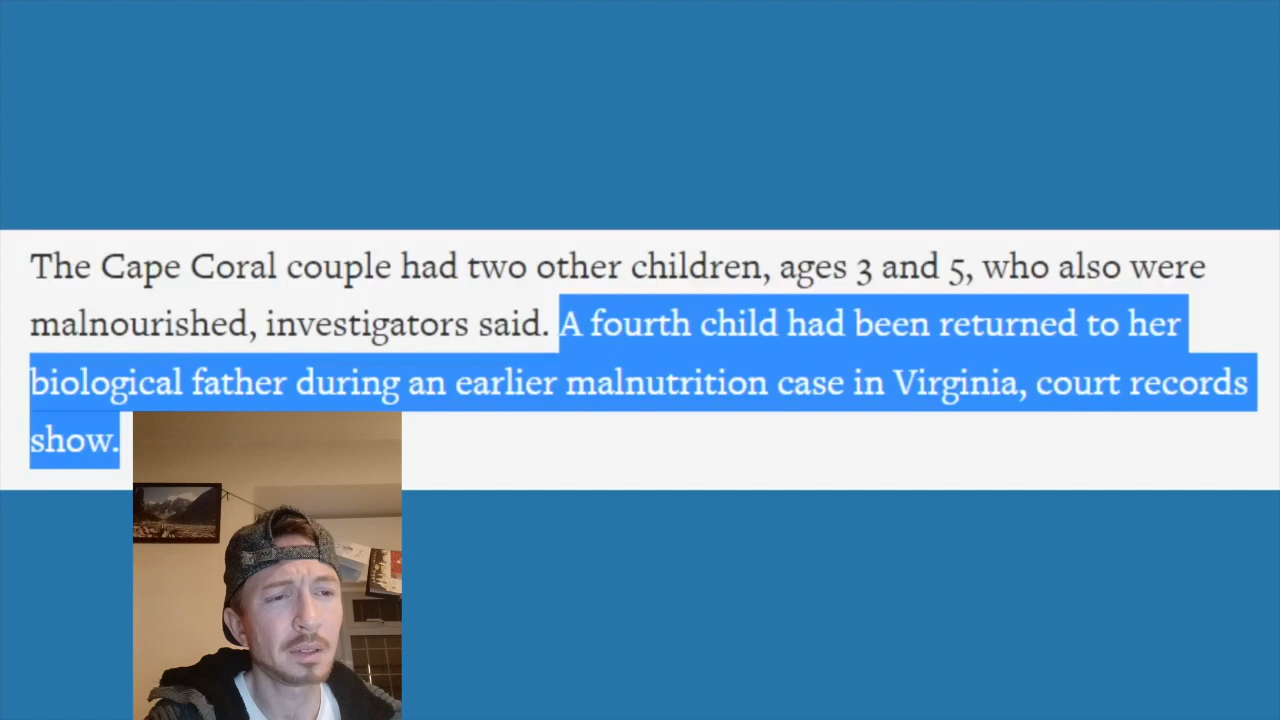 The Cape Coral couple had two other children, ages 3 and 5, who also were
malnourished, investigators said. A fourth child had been returned to her
biological father during an earlier malnutrition case in Virginia, court records
show.